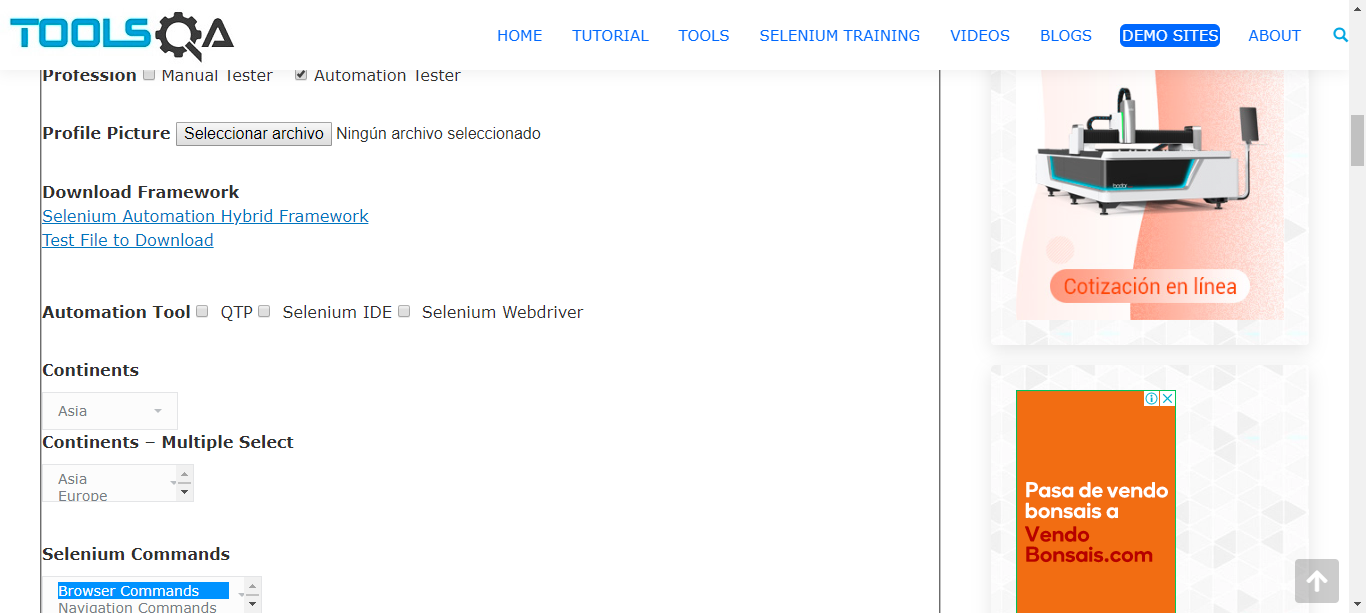 TOOLSQA
HOME TUTORIAL TOOLS SELENIUM TRAINING VIDEOS BLOGS DEMO SITES ABOUT
Profession Manual Tester Automation Tester
Profile Picture Seleccionar archivo Ningún archivo seleccionado
Download Framework
Selenium Automation Hybrid Framework
Test File to Download
Automation Tool QTP Selenium IDE Selenium Webdriver
Continents
Asia
Continents – Multiple Select
Asia
Europe
Selenium Commands
Browser Commands
Navigation Commands
bodor
Cotización en línea
Pasa de vendo
bonsais a
Vendo
Bonsais.com